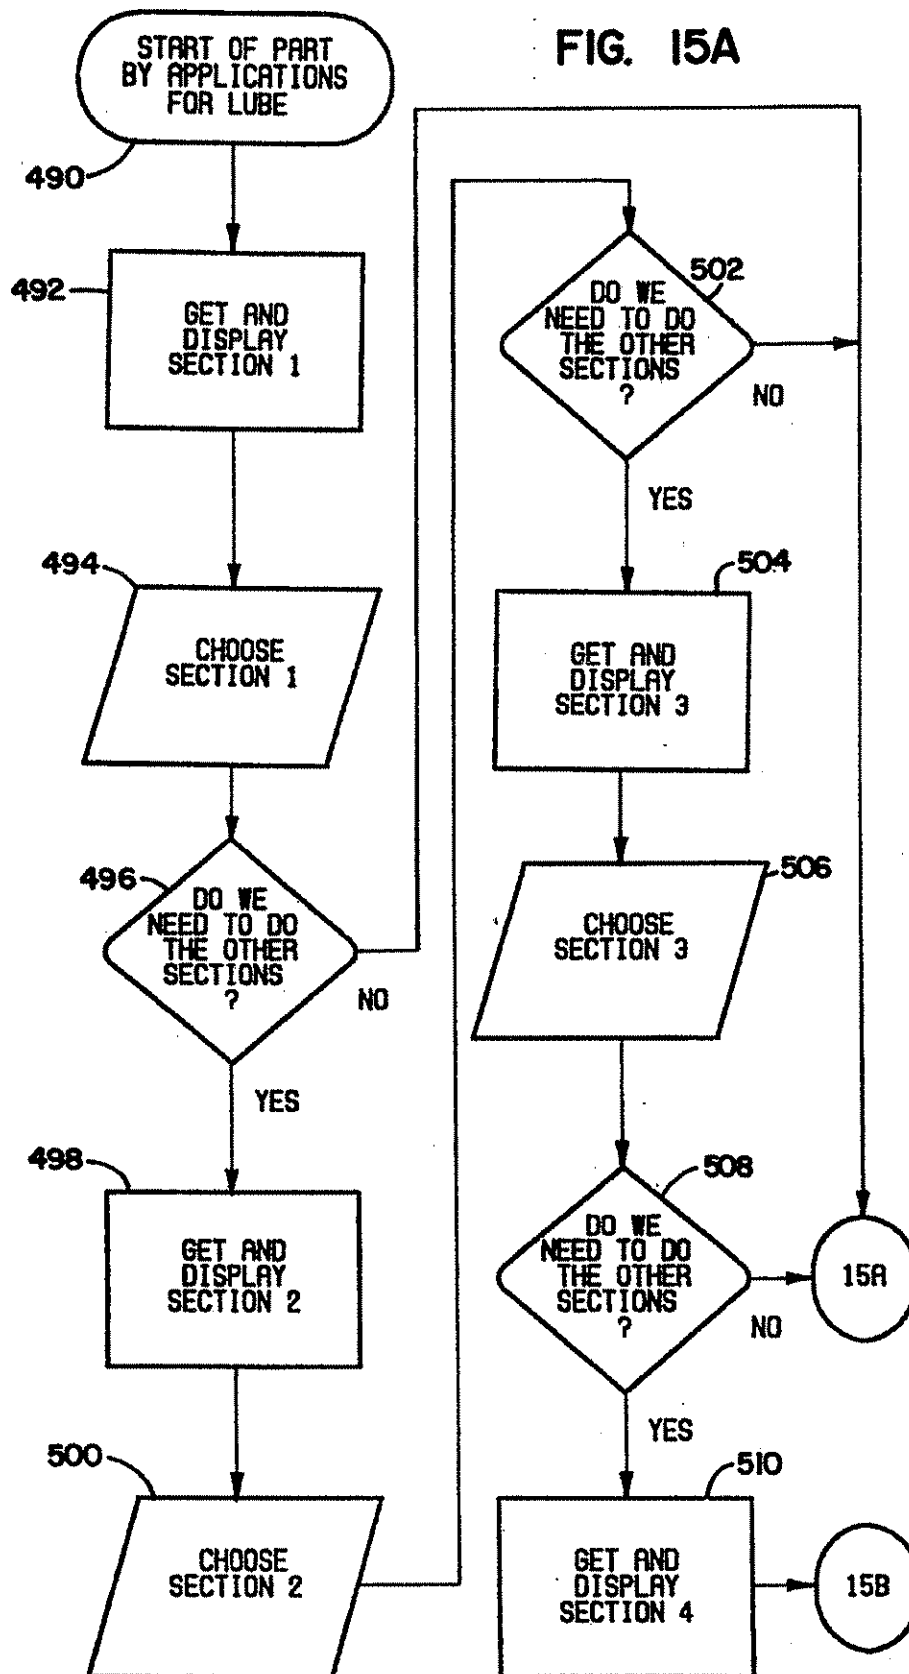 FIG. 15A
START OF PART
BY APPLICATIONS
FOR LUBE
490
492
GET AND
DISPLAY
SECTION 1
494
CHOOSE
SECTION 1
496
DO WE
NEED TO DO
THE OTHER
SECTIONS
?
NO
YES
498
GET AND
DISPLAY
SECTION 2
500
CHOOSE
SECTION 2
502
DO WE
NEED TO DO
THE OTHER
SECTIONS
?
NO
YES
504
GET AND
DISPLAY
SECTION 3
506
CHOOSE
SECTION 3
508
DO WE
NEED TO DO
THE OTHER
SECTIONS
?
NO
15A
YES
510
GET AND
DISPLAY
SECTION 4
15B